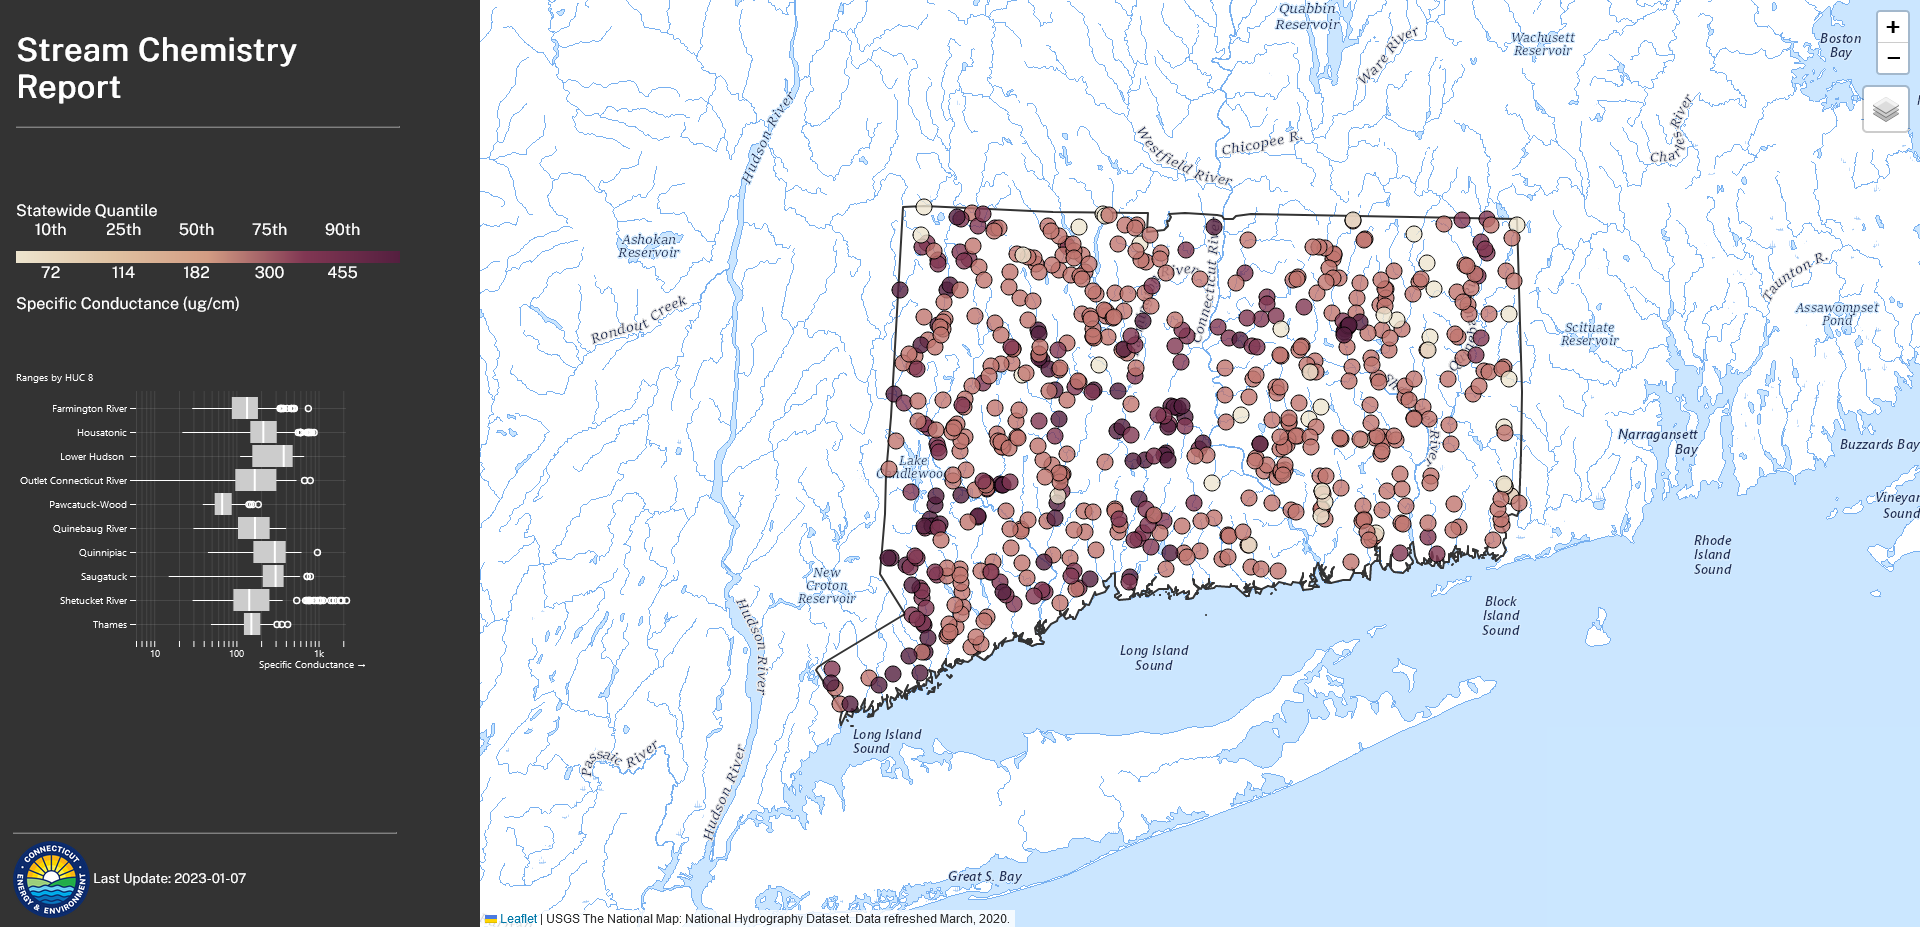 Stream Chemistry
Report
Statewide Quantile
10th 25th 50th 75th 90th
72 114 182 300 455
Specific Conductance (ug/cm)
Ranges by HUC 8
Farmington River
Housatonic
Lower Hudson
Outlet Connecticut River
Pawcatuck-Wood
Quinebaug River
Quinnipiac
Saugatuck
Shetucket River
Thames
10 100 1k
Specific Conductance →
CONNECTICUT
ENERGY & ENVIRONMENT
Last Update: 2023-01-07
Quabbin
Reservoir
Ware River
Wachusett
Reservoir
Boston
Bay
+
−
Hudson River
Westfield River
Chicopee R.
Charles River
Ashokan
Reservoir
Rondout Creek
River
Connecticut River
Taunton R.
Assawompset
Pond
Scituate
Reservoir
Lake
Candlewood
River
Narragansett
Bay
Buzzards Bay
Vineyar
Sound
New
Croton
Reservoir
Hudson River
Rhode
Island
Sound
Block
Island
Sound
Long Island
Sound
Long Island
Sound
Passaic River
Hudson River
Great S. Bay
Leaflet | USGS The National Map: National Hydrography Dataset. Data refreshed March, 2020.